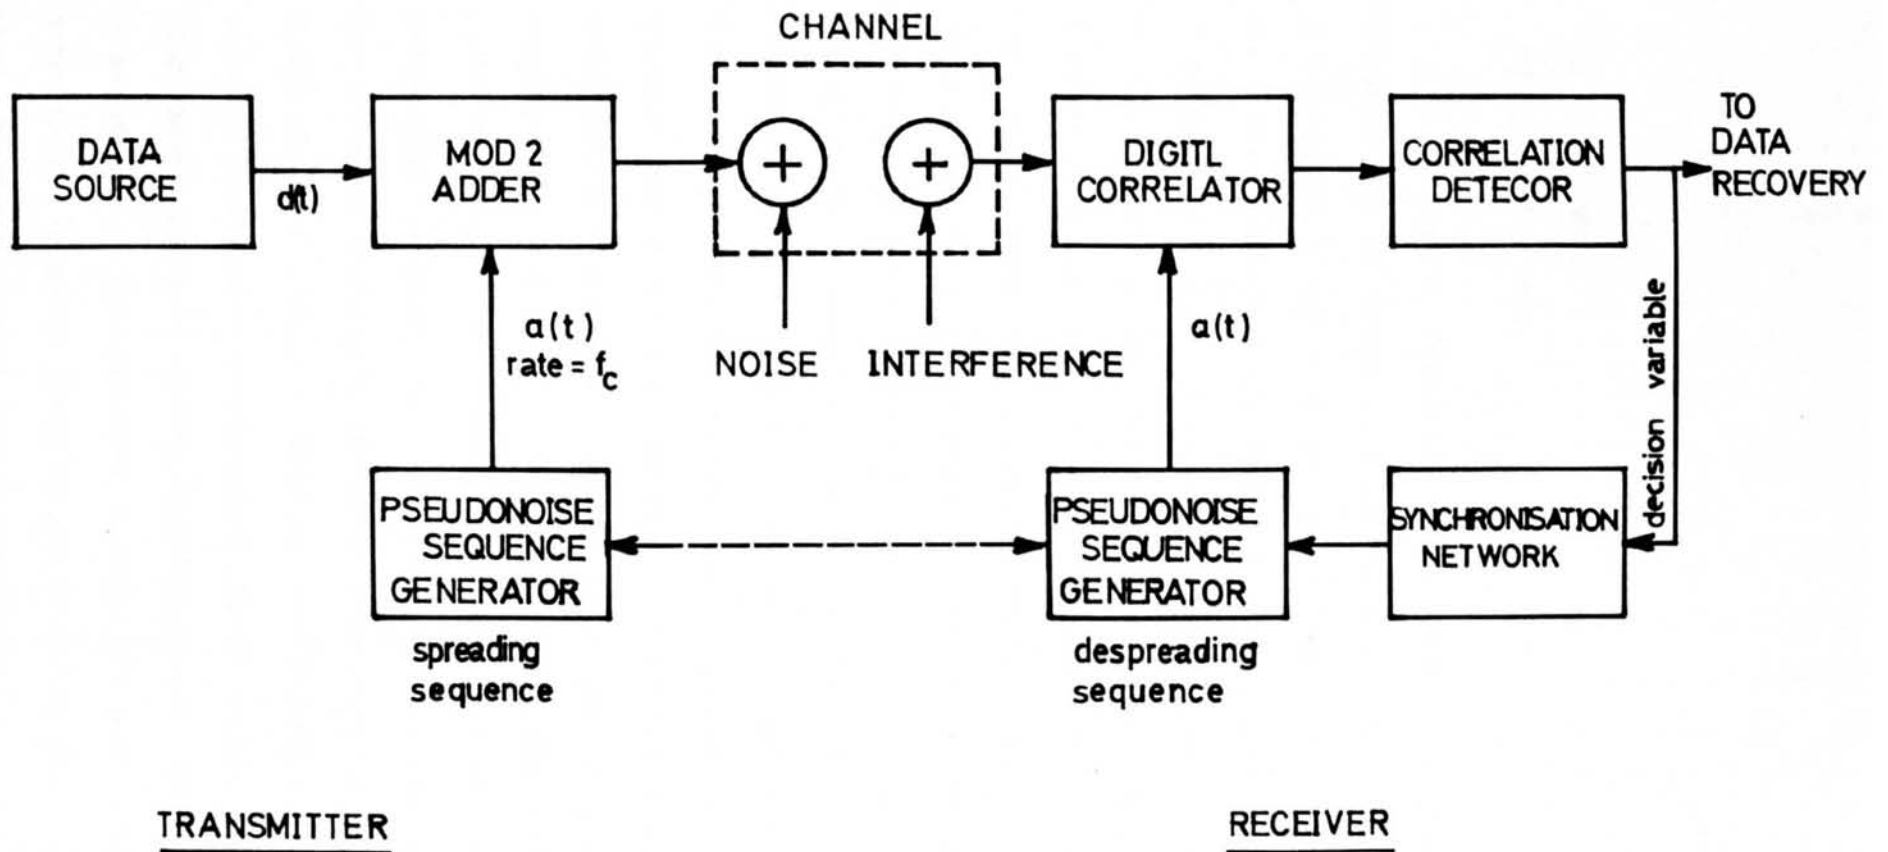 CHANNEL
DATA
SOURCE
d(t)
MOD 2
ADDER
+
+
DIGITL
CORRELATOR
CORRELATION
DETECOR
TO
DATA
RECOVERY
a(t)
rate = fc
NOISE
INTERFERENCE
a(t)
decision variable
PSEUDONOISE
SEQUENCE
GENERATOR
PSEUDONOISE
SEQUENCE
GENERATOR
SYNCHRONISATION
NETWORK
spreading
sequence
despreading
sequence
TRANSMITTER
RECEIVER